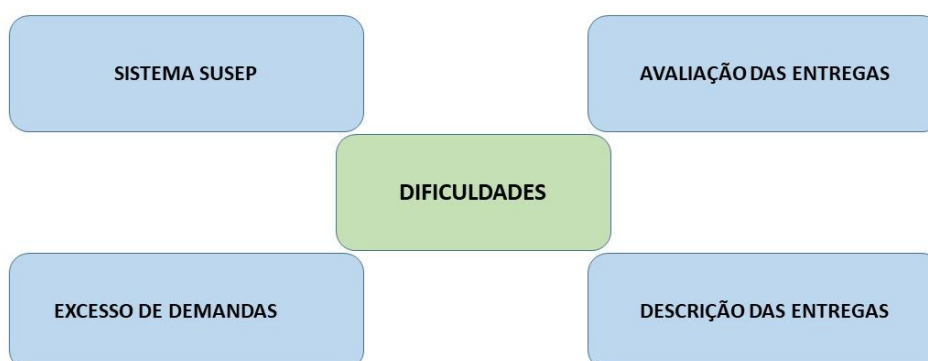 SISTEMA SUSEP
AVALIAÇÃO DAS ENTREGAS
DIFICULDADES
EXCESSO DE DEMANDAS
DESCRIÇÃO DAS ENTREGAS